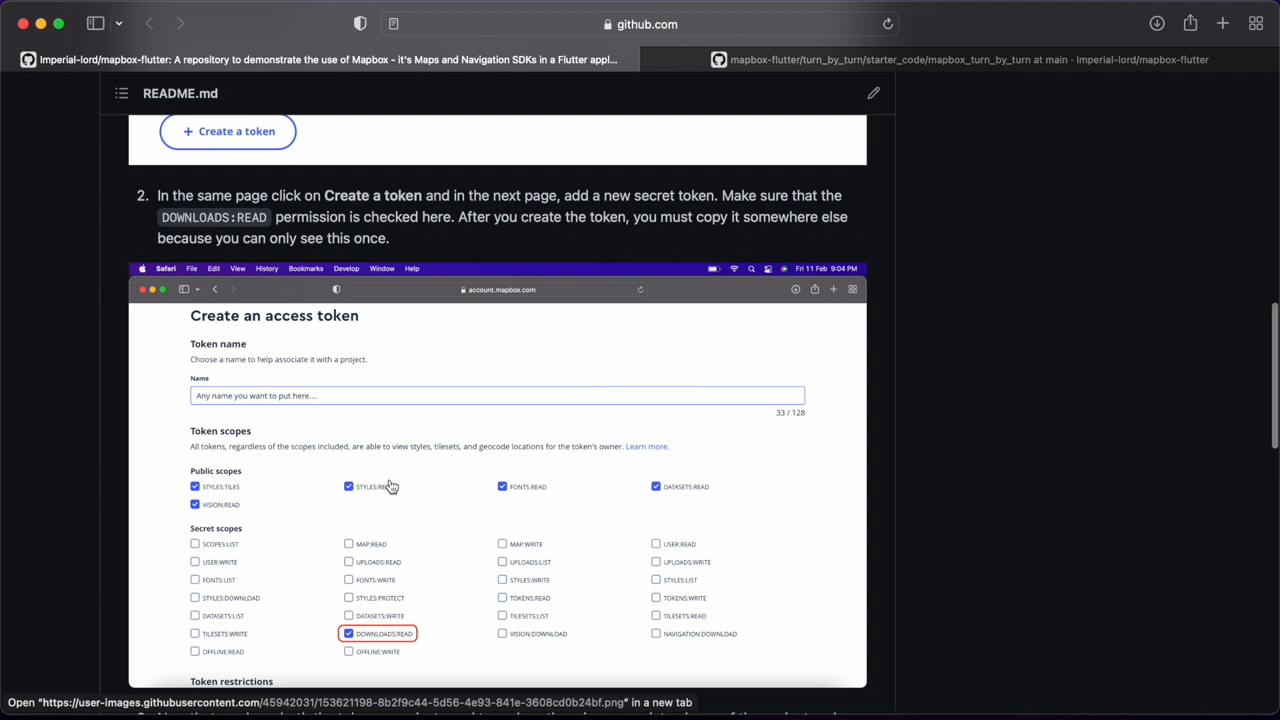 github.com
Imperial-lord/mapbox-flutter: A repository to demonstrate the use of Mapbox - it's Maps and Navigation SDKs in a Flutter appl...
mapbox-flutter/turn_by_turn/starter_code/mapbox_turn_by_turn at main · Imperial-lord/mapbox-flutter
README.md
+ Create a token
2. In the same page click on Create a token and in the next page, add a new secret token. Make sure that the
DOWNLOADS:READ permission is checked here. After you create the token, you must copy it somewhere else
because you can only see this once.
Safari File Edit View History Bookmarks Develop Window Help Fri 11 Feb 9:04 PM
account.mapbox.com
Create an access token
Token name
Choose a name to help associate it with a project.
Name
Any name you want to put here....
33 / 128
Token scopes
All tokens, regardless of the scopes included, are able to view styles, tilesets, and geocode locations for the token's owner. Learn more.
Public scopes
STYLES:TILES STYLES:READ FONTS:READ DATASETS:READ
VISION:READ
Secret scopes
SCOPES:LIST MAP:READ MAP:WRITE USER:READ
USER:WRITE UPLOADS:READ UPLOADS:LIST UPLOADS:WRITE
FONTS:LIST FONTS:WRITE STYLES:WRITE STYLES:LIST
STYLES:DOWNLOAD STYLES:PROTECT TOKENS:READ TOKENS:WRITE
DATASETS:LIST DATASETS:WRITE TILESETS:LIST TILESETS:READ
TILESETS:WRITE DOWNLOADS:READ VISION:DOWNLOAD NAVIGATION:DOWNLOAD
OFFLINE:READ OFFLINE:WRITE
Token restrictions
Open "https://user-images.githubusercontent.com/45942031/153621198-8b2f9c44-5d56-4e93-841e-3608cd0b24bf.png" in a new tab